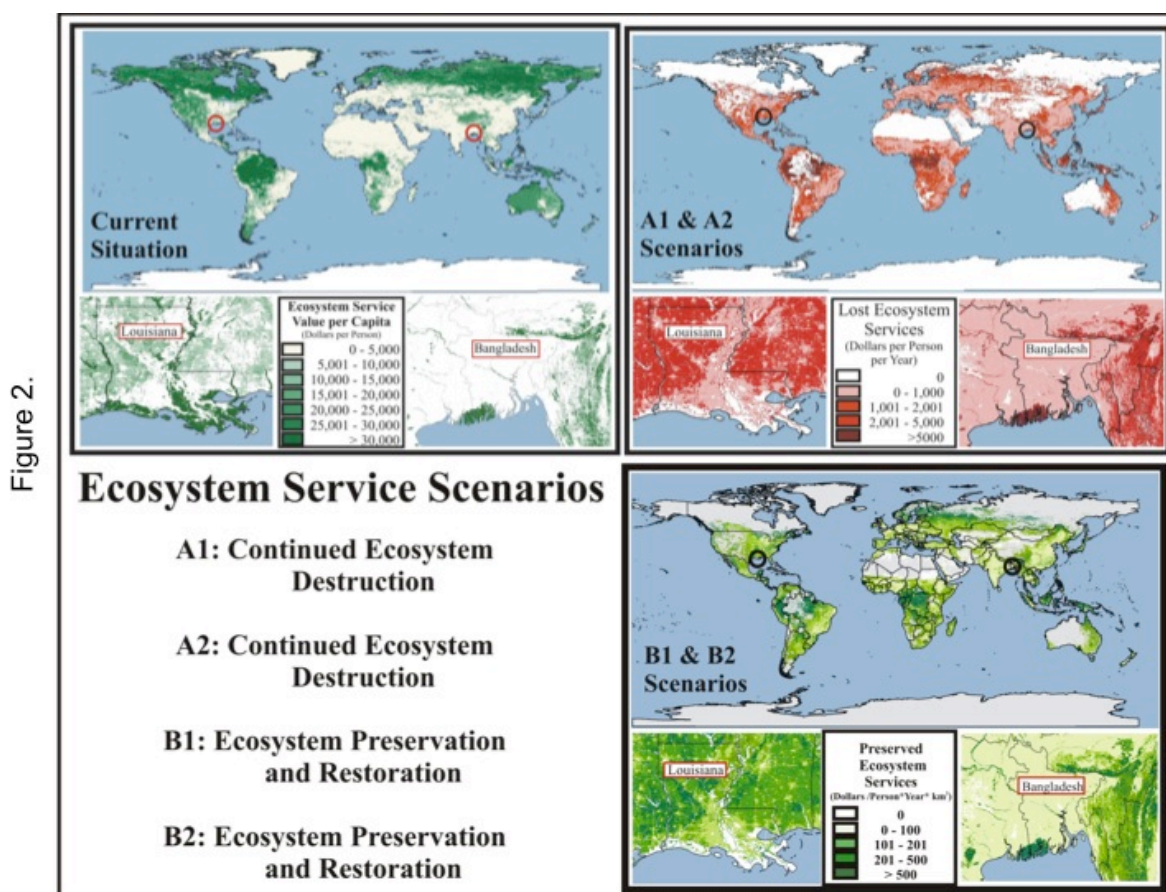 Figure 2.
Current
Situation
Louisiana
Ecosystem Service
Value per Capita
(Dollars per Person)
0 - 5,000
5,001 - 10,000
10,000 - 15,000
15,001 - 20,000
20,000 - 25,000
25,001 - 30,000
> 30,000
Bangladesh
A1 & A2
Scenarios
Louisiana
Lost Ecosystem
Services
(Dollars per Person
per Year)
0
0 - 1,000
1,001 - 2,001
2,001 - 5,000
>5000
Bangladesh
Ecosystem Service Scenarios
A1: Continued Ecosystem
Destruction
A2: Continued Ecosystem
Destruction
B1: Ecosystem Preservation
and Restoration
B2: Ecosystem Preservation
and Restoration
B1 & B2
Scenarios
Louisiana
Preserved
Ecosystem
Services
(Dollars /Person*Year* km²)
0
0 - 100
101 - 201
201 - 500
> 500
Bangladesh